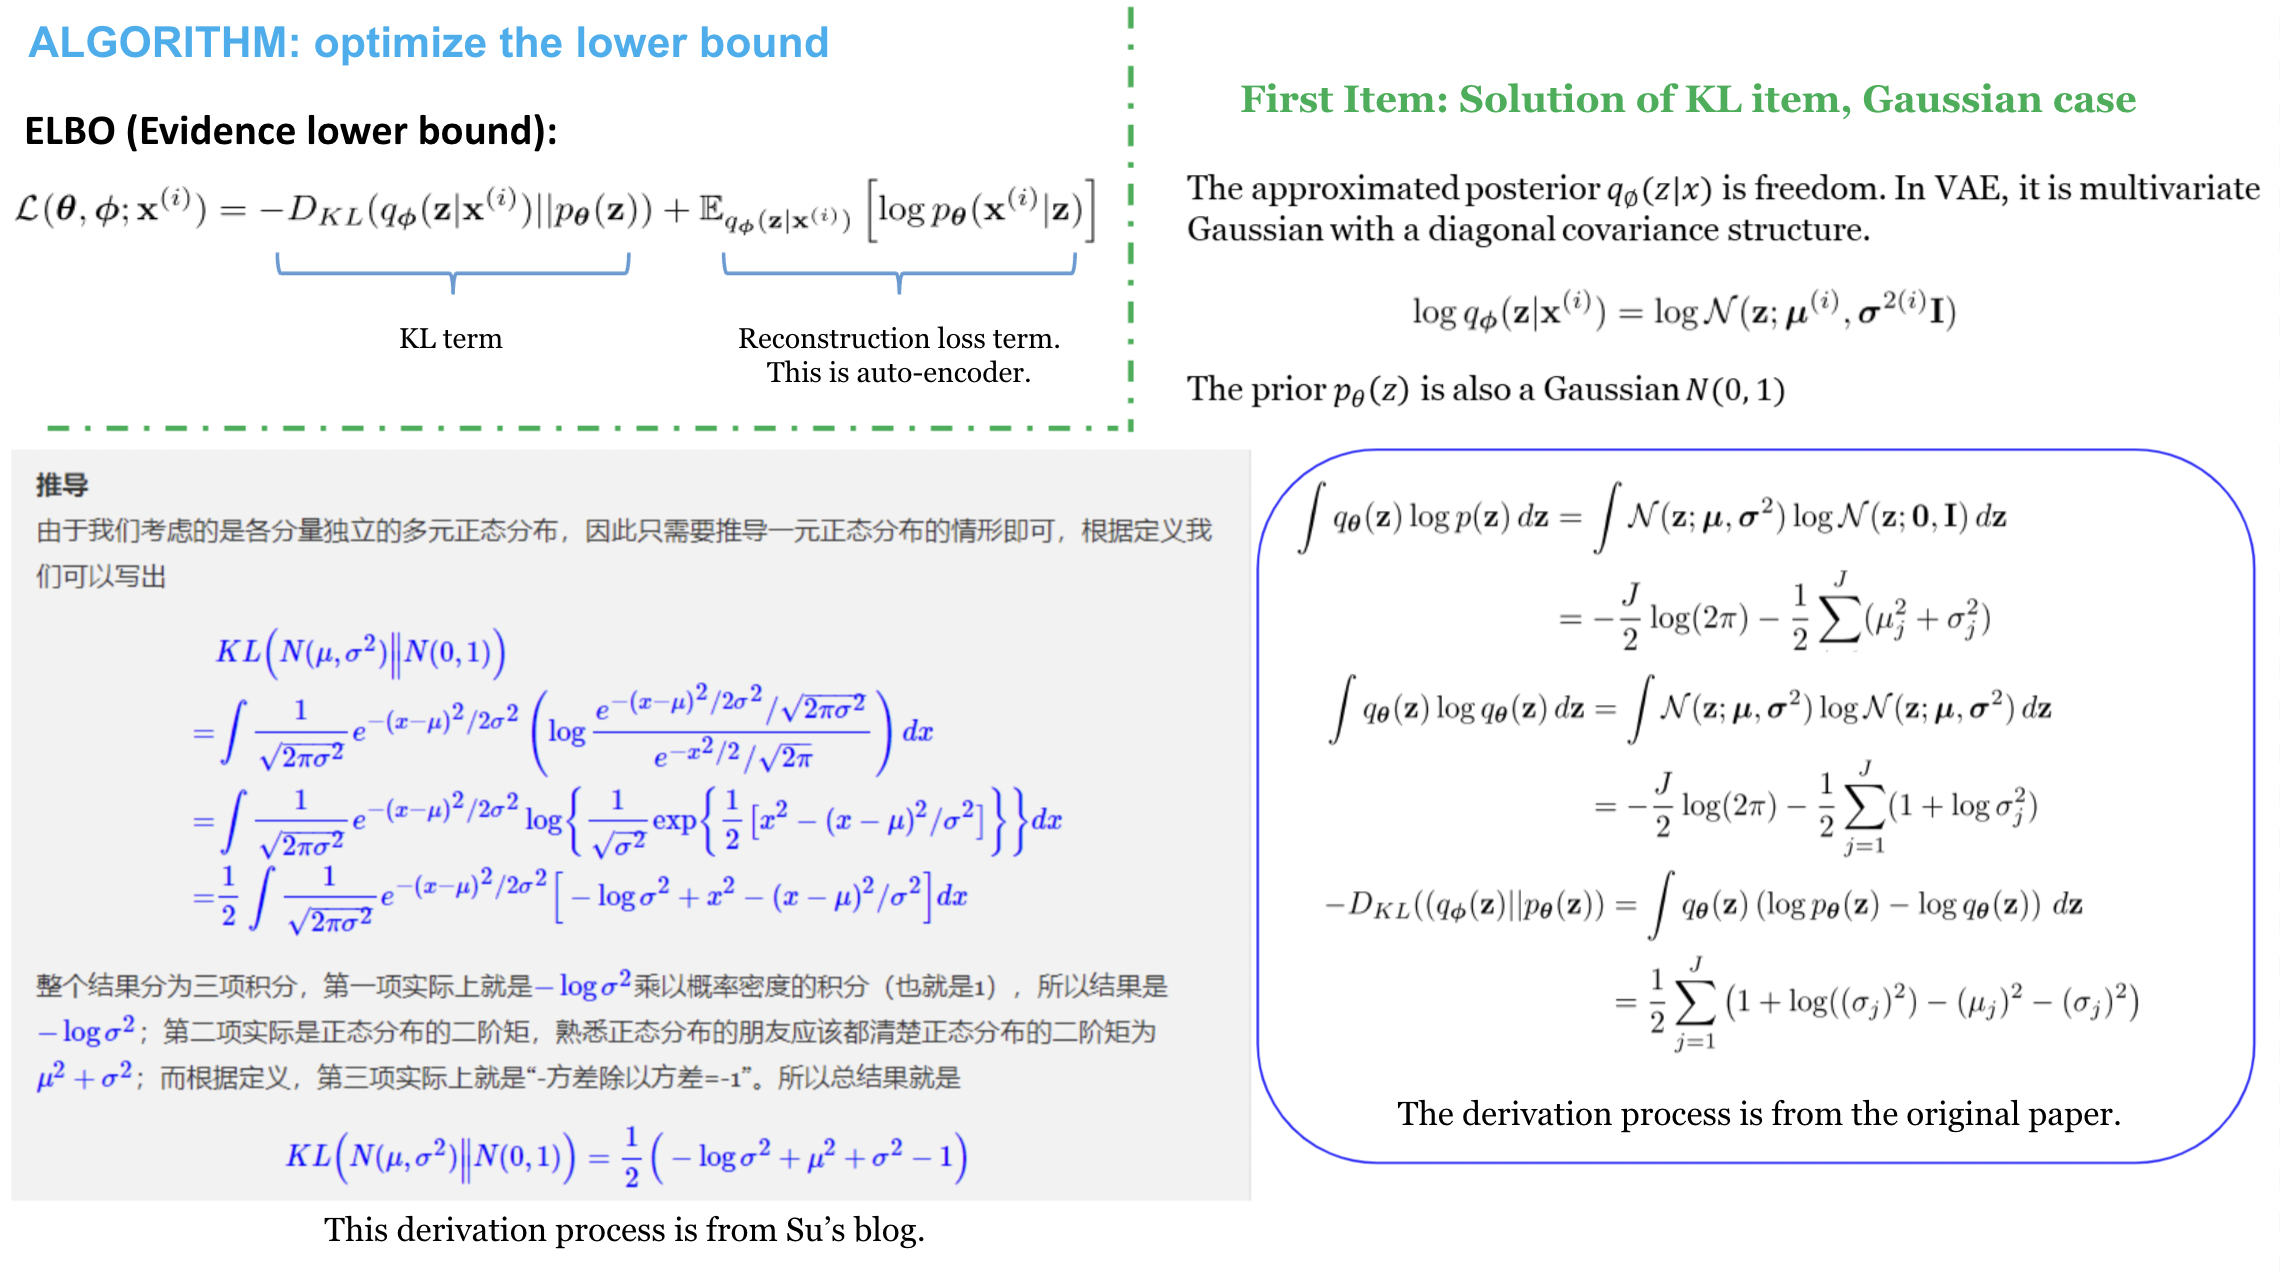 ALGORITHM: optimize the lower bound
ELBO (Evidence lower bound):
$\mathcal{L}(\boldsymbol{\theta}, \boldsymbol{\phi}; \mathbf{x}^{(i)}) = -D_{KL}(q_{\boldsymbol{\phi}}(\mathbf{z}|\mathbf{x}^{(i)})||p_{\boldsymbol{\theta}}(\mathbf{z})) + \mathbb{E}_{q_{\boldsymbol{\phi}}(\mathbf{z}|\mathbf{x}^{(i)})} \left[ \log p_{\boldsymbol{\theta}}(\mathbf{x}^{(i)}|\mathbf{z}) \right]$
KL term
Reconstruction loss term.
This is auto-encoder.
First Item: Solution of KL item, Gaussian case
The approximated posterior $q_{\phi}(z|x)$ is freedom. In VAE, it is multivariate
Gaussian with a diagonal covariance structure.
$\log q_{\boldsymbol{\phi}}(\mathbf{z}|\mathbf{x}^{(i)}) = \log \mathcal{N}(\mathbf{z}; \boldsymbol{\mu}^{(i)}, \boldsymbol{\sigma}^{2(i)}\mathbf{I})$
The prior $p_{\theta}(z)$ is also a Gaussian $N(0, 1)$
推导
由于我们考虑的是各分量独立的多元正态分布，因此只需要推导一元正态分布的情形即可，根据定义我
们可以写出
$KL\left(N(\mu, \sigma^2) \| N(0, 1)\right)$
$= \int \frac{1}{\sqrt{2\pi\sigma^2}} e^{-(x-\mu)^2/2\sigma^2} \left( \log \frac{e^{-(x-\mu)^2/2\sigma^2}/\sqrt{2\pi\sigma^2}}{e^{-x^2/2}/\sqrt{2\pi}} \right) dx$
$= \int \frac{1}{\sqrt{2\pi\sigma^2}} e^{-(x-\mu)^2/2\sigma^2} \log \left\{ \frac{1}{\sqrt{\sigma^2}} \exp \left\{ \frac{1}{2} \left[ x^2 - (x-\mu)^2/\sigma^2 \right] \right\} \right\} dx$
$= \frac{1}{2} \int \frac{1}{\sqrt{2\pi\sigma^2}} e^{-(x-\mu)^2/2\sigma^2} \left[ -\log \sigma^2 + x^2 - (x-\mu)^2/\sigma^2 \right] dx$
整个结果分为三项积分，第一项实际上就是$-\log \sigma^2$乘以概率密度的积分（也就是1），所以结果是
$-\log \sigma^2$；第二项实际是正态分布的二阶矩，熟悉正态分布的朋友应该都清楚正态分布的二阶矩为
$\mu^2 + \sigma^2$；而根据定义，第三项实际上就是“-方差除以方差=-1”。所以总结果就是
$KL\left(N(\mu, \sigma^2) \| N(0, 1)\right) = \frac{1}{2} \left( -\log \sigma^2 + \mu^2 + \sigma^2 - 1 \right)$
This derivation process is from Su’s blog.
$\int q_{\boldsymbol{\theta}}(\mathbf{z}) \log p(\mathbf{z}) \, d\mathbf{z} = \int \mathcal{N}(\mathbf{z}; \boldsymbol{\mu}, \boldsymbol{\sigma}^2) \log \mathcal{N}(\mathbf{z}; \mathbf{0}, \mathbf{I}) \, d\mathbf{z}$
$= -\frac{J}{2} \log(2\pi) - \frac{1}{2} \sum^{J} (\mu_j^2 + \sigma_j^2)$
$\int q_{\boldsymbol{\theta}}(\mathbf{z}) \log q_{\boldsymbol{\theta}}(\mathbf{z}) \, d\mathbf{z} = \int \mathcal{N}(\mathbf{z}; \boldsymbol{\mu}, \boldsymbol{\sigma}^2) \log \mathcal{N}(\mathbf{z}; \boldsymbol{\mu}, \boldsymbol{\sigma}^2) \, d\mathbf{z}$
$= -\frac{J}{2} \log(2\pi) - \frac{1}{2} \sum_{j=1}^{J} (1 + \log \sigma_j^2)$
$-D_{KL}((q_{\boldsymbol{\phi}}(\mathbf{z})||p_{\boldsymbol{\theta}}(\mathbf{z})) = \int q_{\boldsymbol{\theta}}(\mathbf{z}) \left( \log p_{\boldsymbol{\theta}}(\mathbf{z}) - \log q_{\boldsymbol{\theta}}(\mathbf{z}) \right) \, d\mathbf{z}$
$= \frac{1}{2} \sum_{j=1}^{J} \left( 1 + \log((\sigma_j)^2) - (\mu_j)^2 - (\sigma_j)^2 \right)$
The derivation process is from the original paper.